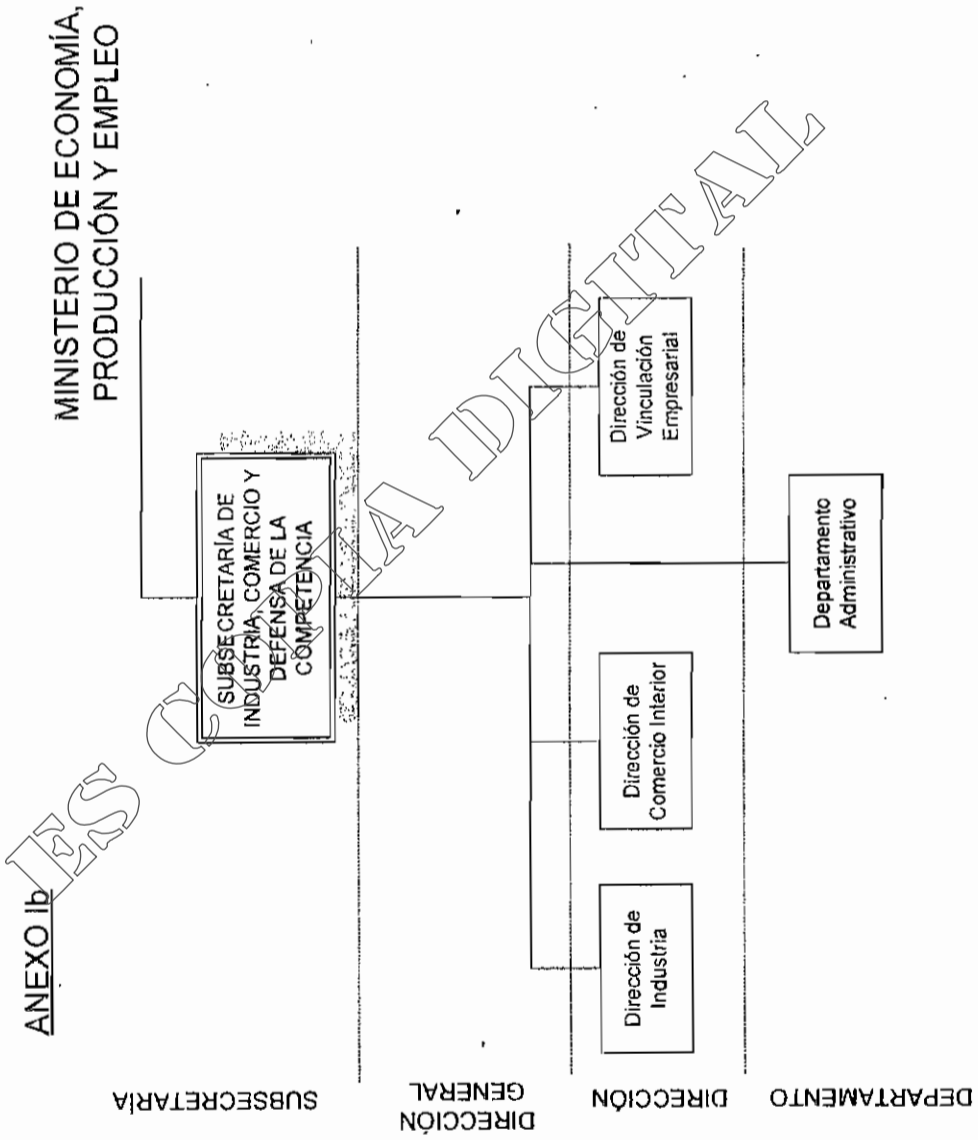 ANEXO Ib
MINISTERIO DE ECONOMÍA,
PRODUCCIÓN Y EMPLEO
SUBSECRETARÍA
SUBSECRETARÍA DE
INDUSTRIA, COMERCIO Y
DEFENSA DE LA
COMPETENCIA
DIRECCIÓN
GENERAL
DIRECCIÓN
Dirección de
Industria
Dirección de
Comercio Interior
Dirección de
Vinculación
Empresarial
DEPARTAMENTO
Departamento
Administrativo
ES COPIA DIGITAL